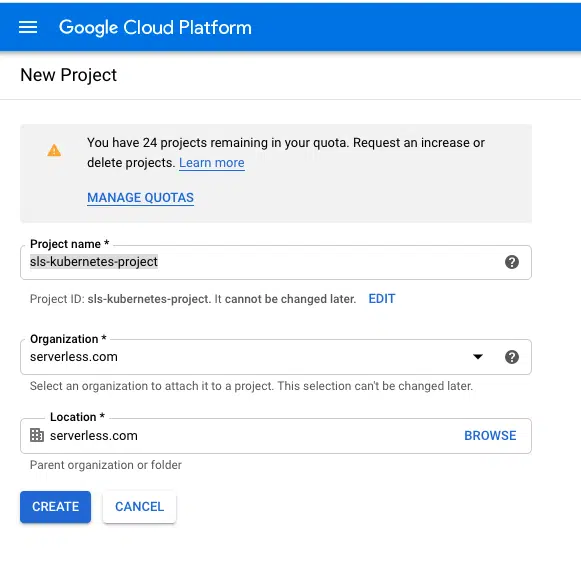 Google Cloud Platform
New Project
You have 24 projects remaining in your quota. Request an increase or
delete projects. Learn more
MANAGE QUOTAS
Project name *
sls-kubernetes-project
Project ID: sls-kubernetes-project. It cannot be changed later. EDIT
Organization *
serverless.com
Select an organization to attach it to a project. This selection can't be changed later.
Location *
serverless.com BROWSE
Parent organization or folder
CREATE CANCEL